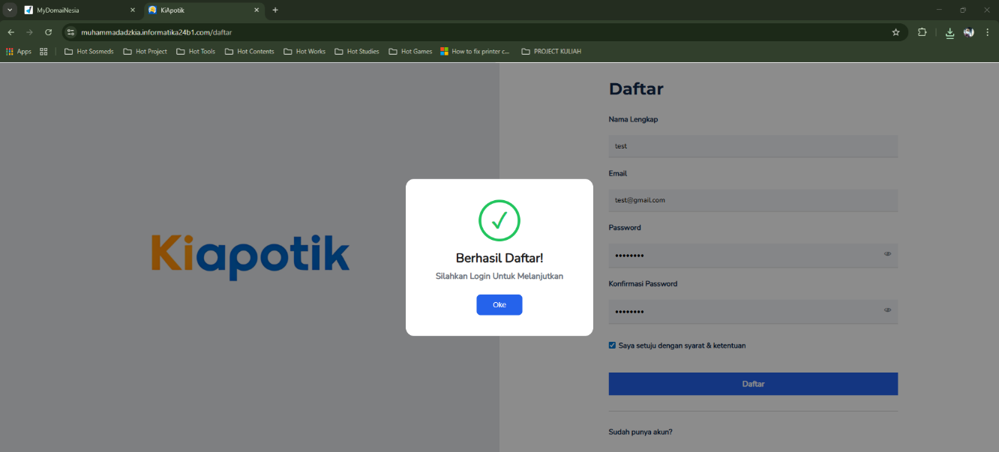 MyDomaiNesia
KiApotik
muhammadadzkia.informatika24b1.com/daftar
Apps
Hot Sosmeds
Hot Project
Hot Tools
Hot Contents
Hot Works
Hot Studies
Hot Games
How to fix printer c...
PROJECT KULIAH
Kiapotik
Daftar
Nama Lengkap
test
Email
test@gmail.com
Password
••••••••
Konfirmasi Password
••••••••
Saya setuju dengan syarat & ketentuan
Daftar
Sudah punya akun?
Berhasil Daftar!
Silahkan Login Untuk Melanjutkan
Oke